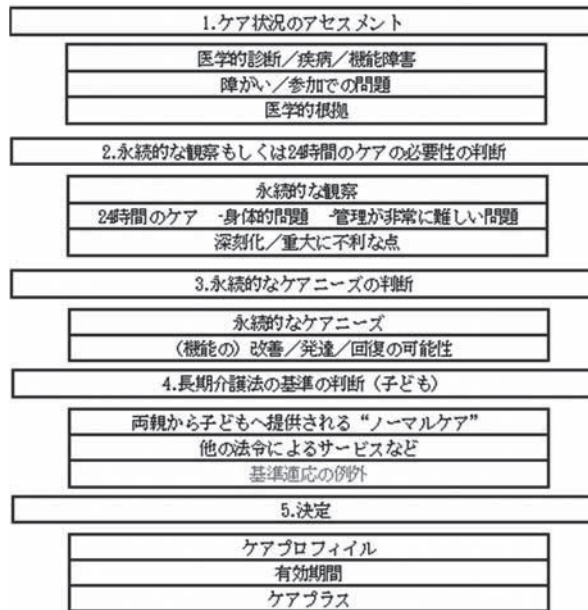 1.ケア状況のアセスメント
医学的診断／疾病／機能障害
障がい／参加での問題
医学的根拠
2.永続的な観察もしくは24時間のケアの必要性の判断
永続的な観察
24時間のケア　-身体的問題　-管理が非常に難しい問題
深刻化／重大に不利な点
3.永続的なケアニーズの判断
永続的なケアニーズ
（機能の）改善／発達／回復の可能性
4.長期介護法の基準の判断（子ども）
両親から子どもへ提供される“ノーマルケア”
他の法令によるサービスなど
基準適応の例外
5.決定
ケアプロフィイル
有効期間
ケアプラス